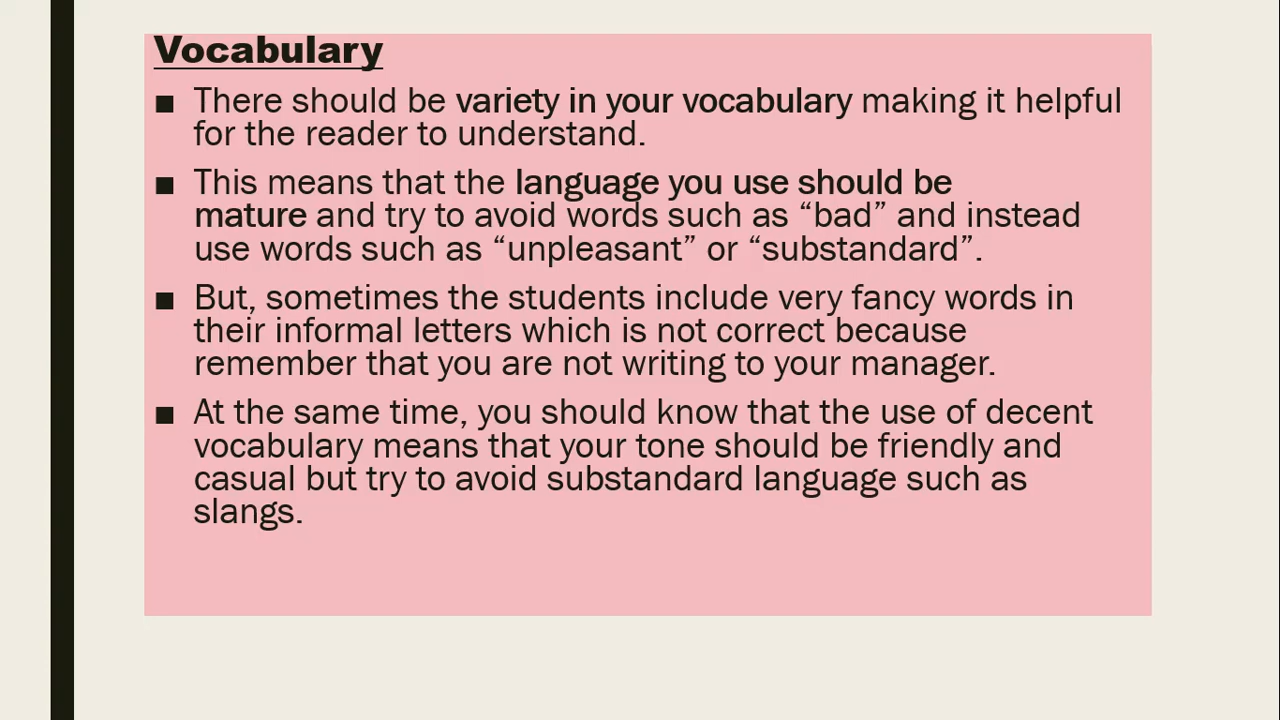 Vocabulary
■ There should be variety in your vocabulary making it helpful
for the reader to understand.
■ This means that the language you use should be
mature and try to avoid words such as “bad” and instead
use words such as “unpleasant” or “substandard”.
■ But, sometimes the students include very fancy words in
their informal letters which is not correct because
remember that you are not writing to your manager.
■ At the same time, you should know that the use of decent
vocabulary means that your tone should be friendly and
casual but try to avoid substandard language such as
slangs.